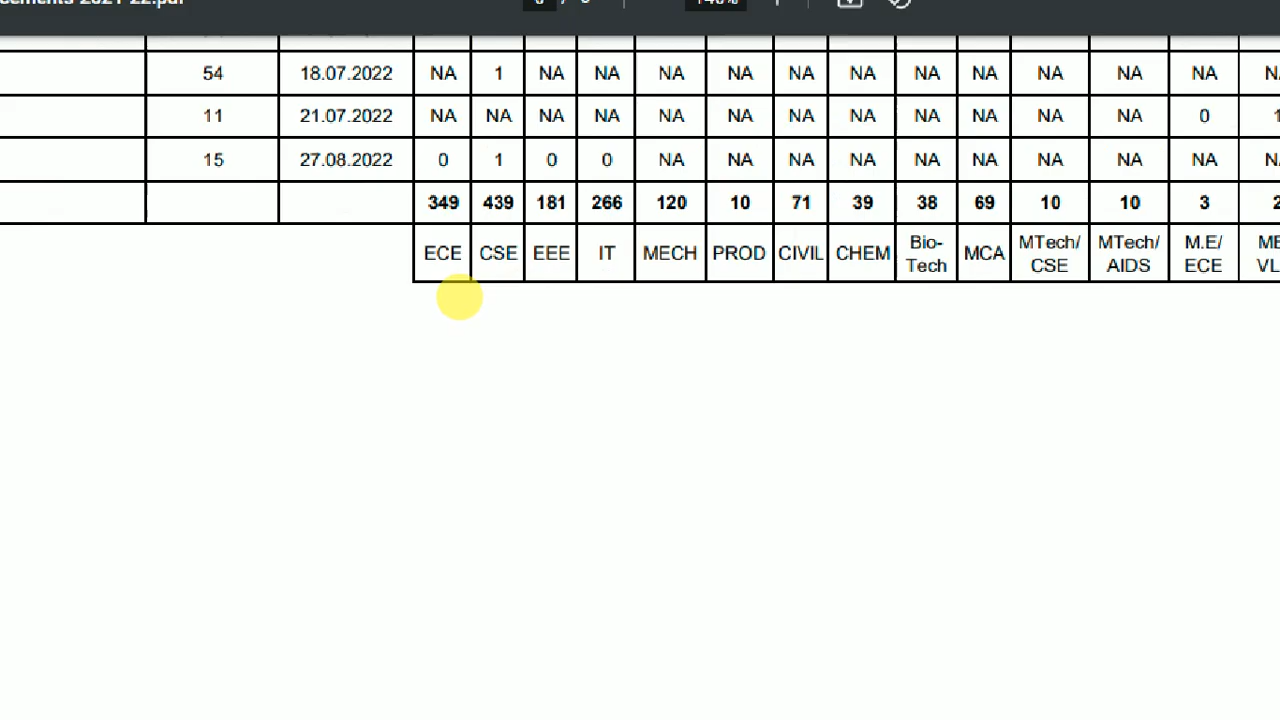 54 18.07.2022 NA 1 NA NA NA NA NA NA NA NA NA NA NA
11 21.07.2022 NA NA NA NA NA NA NA NA NA NA NA NA 0
15 27.08.2022 0 1 0 0 NA NA NA NA NA NA NA NA NA
349 439 181 266 120 10 71 39 38 69 10 10 3
ECE CSE EEE IT MECH PROD CIVIL CHEM Bio-Tech MCA MTech/CSE MTech/AIDS M.E/ECE